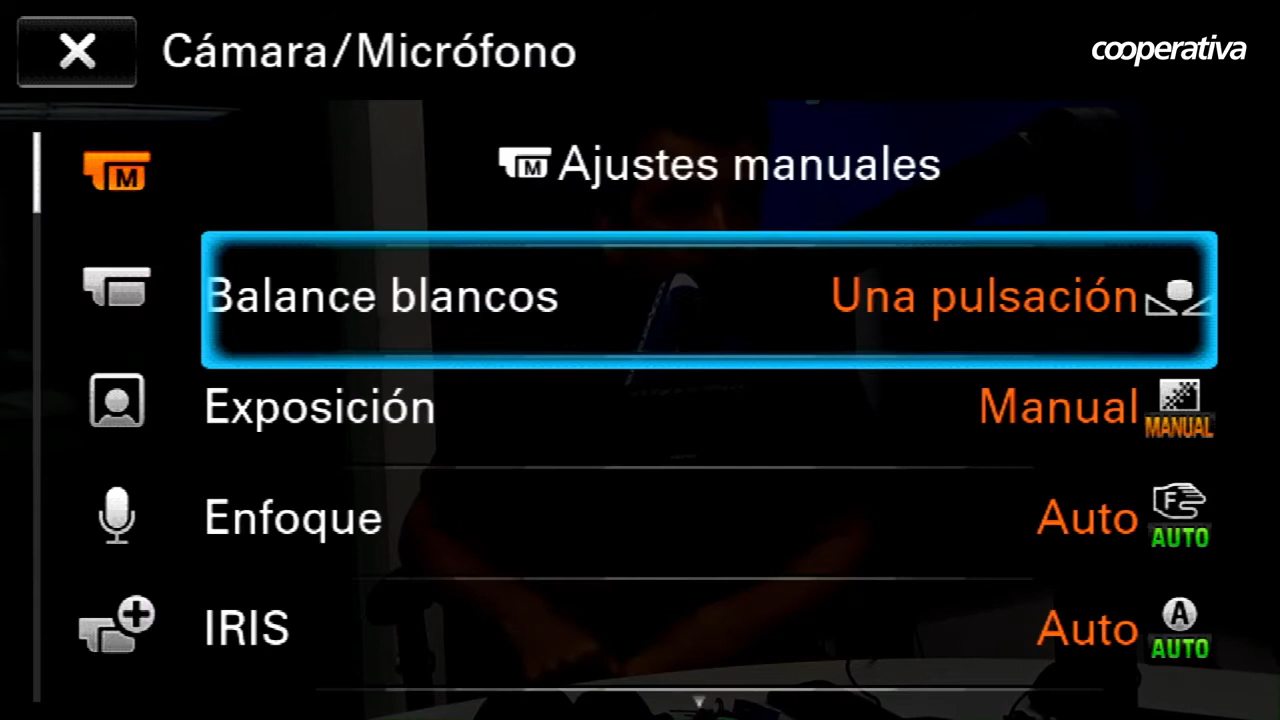 Cámara/Micrófono
cooperativa
M Ajustes manuales
M
Balance blancos Una pulsación
Exposición Manual
MANUAL
Enfoque Auto
F
AUTO
IRIS Auto
A
AUTO